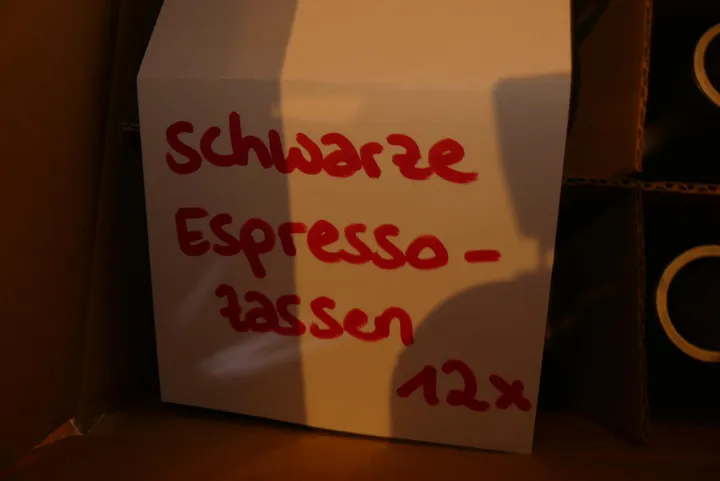 Schwarze
Espresso-
tassen
12x